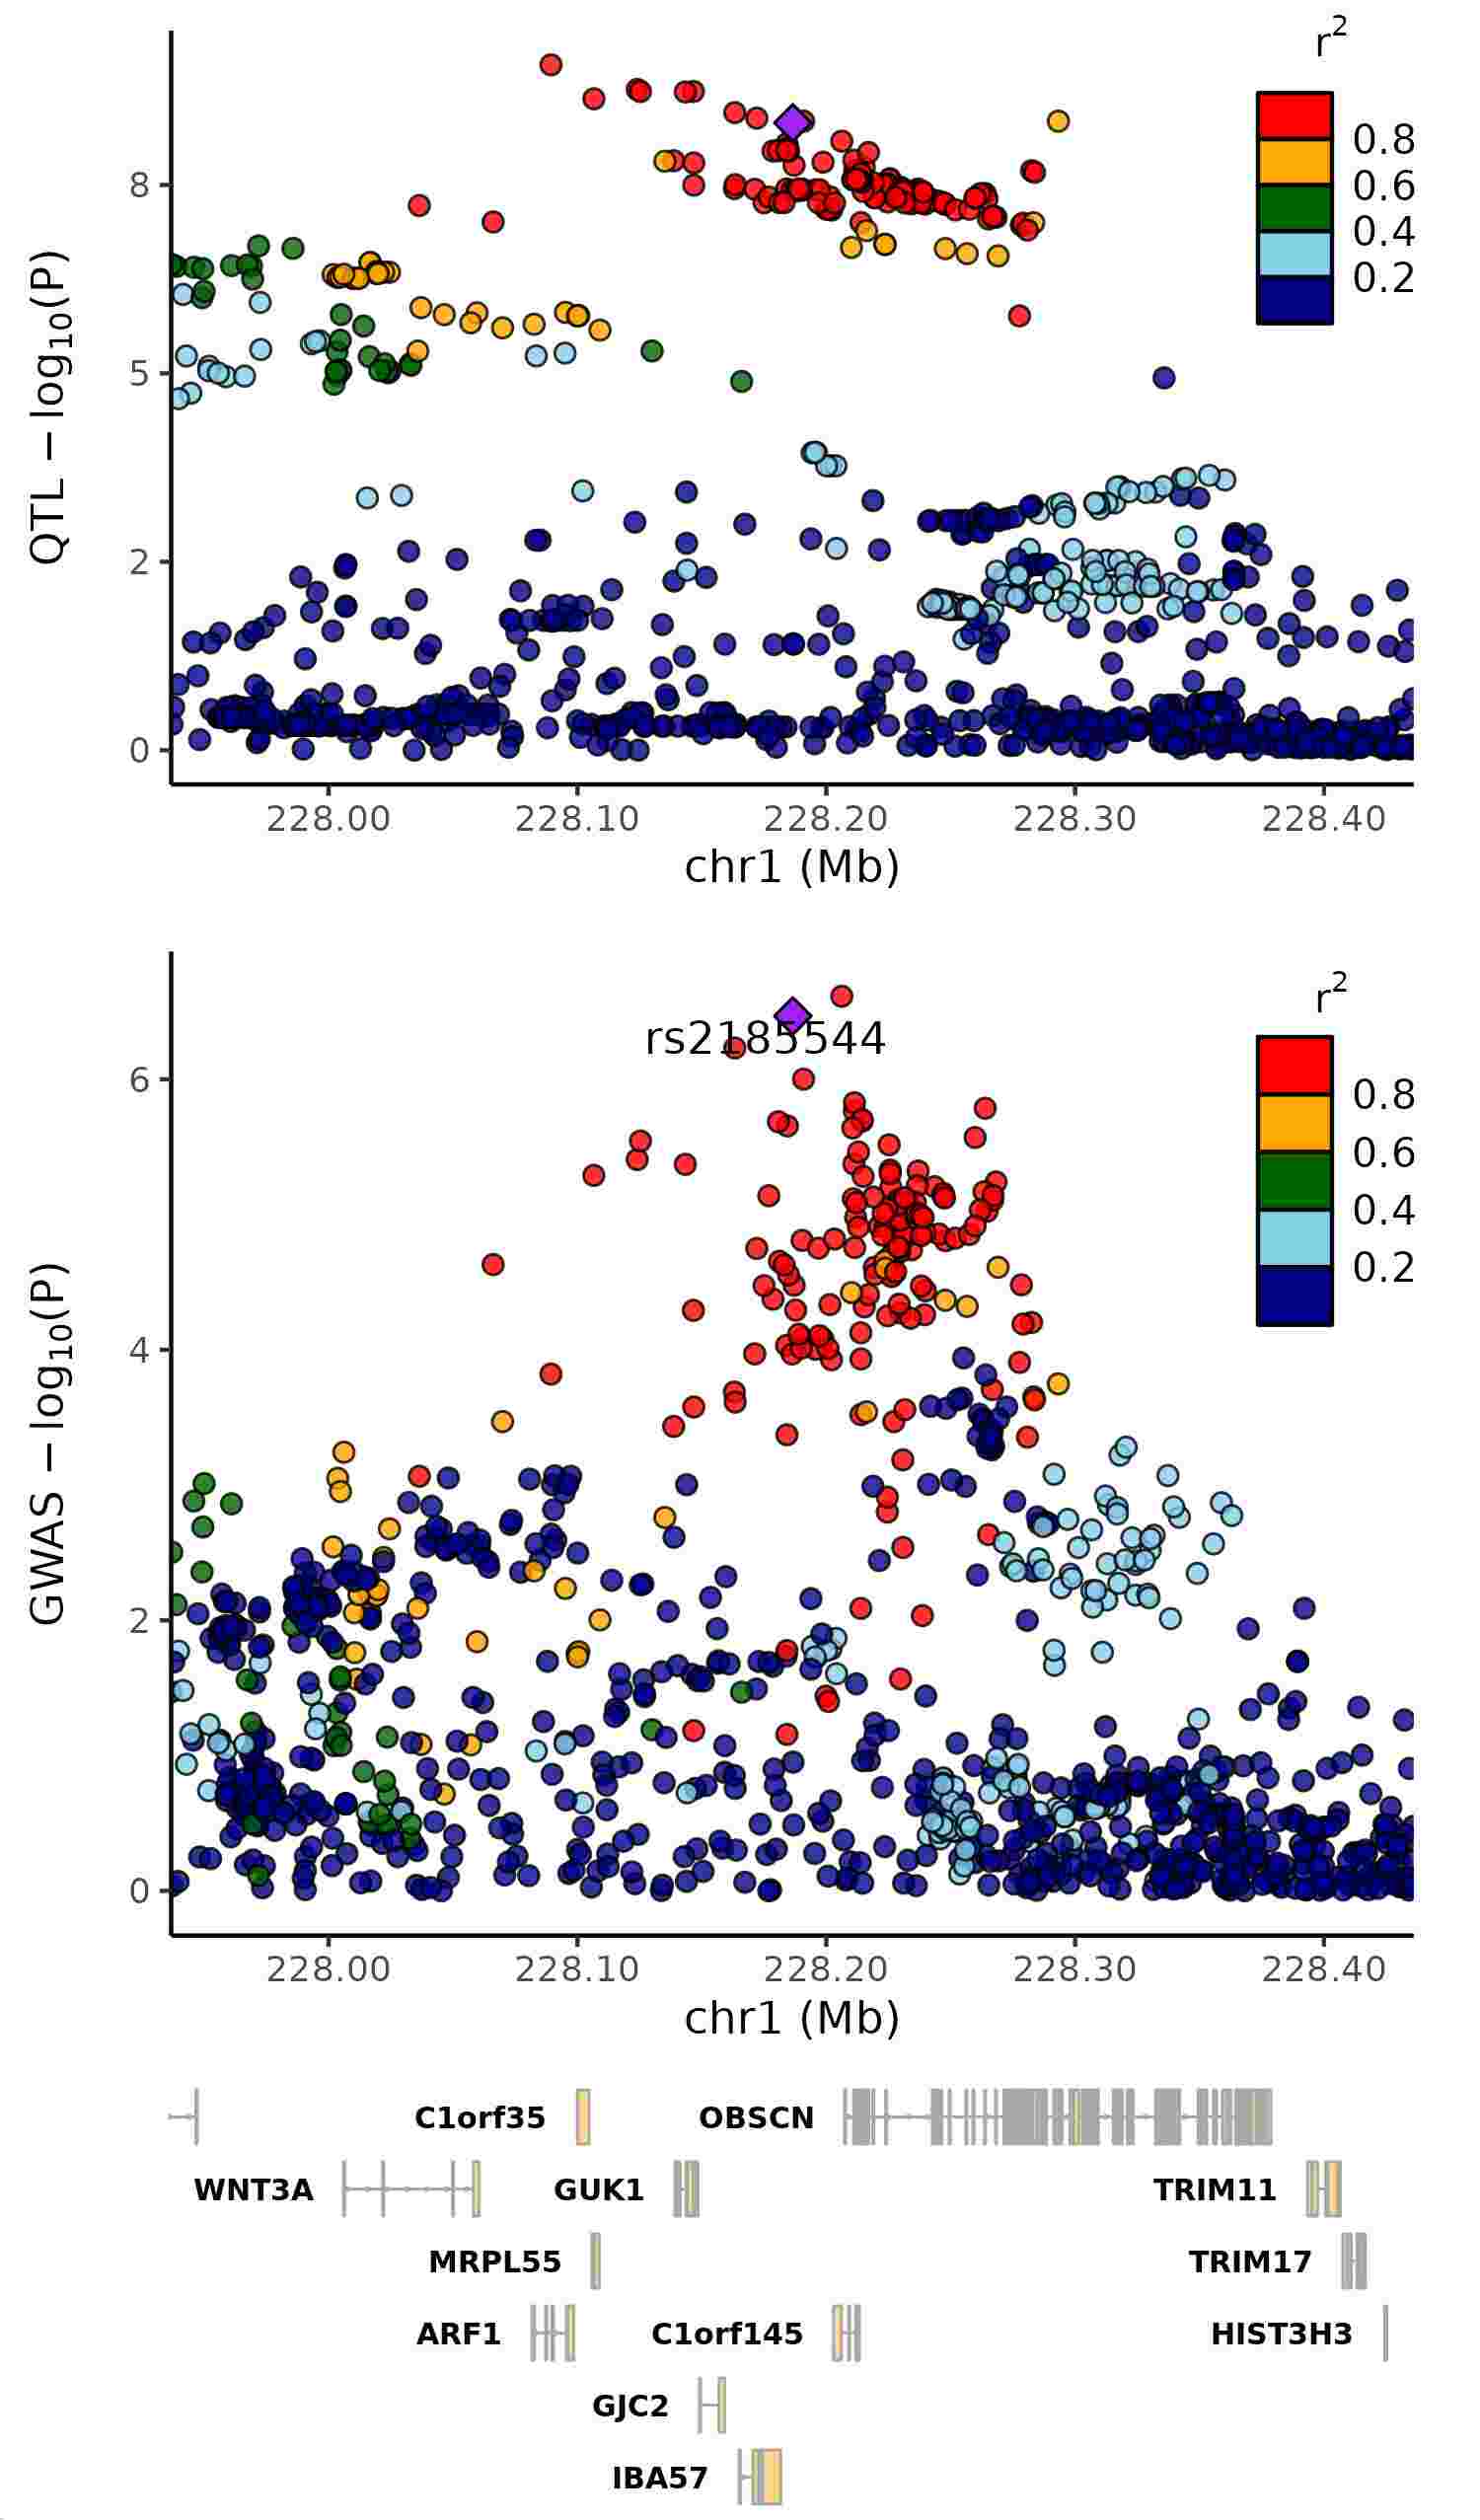 r²
0.8
0.6
0.4
0.2
QTL − log₁₀(P)
8
5
2
0
228.00 228.10 228.20 228.30 228.40
chr1 (Mb)
rs2185544
r²
0.8
0.6
0.4
0.2
GWAS − log₁₀(P)
6
4
2
0
228.00 228.10 228.20 228.30 228.40
chr1 (Mb)
C1orf35 OBSCN
WNT3A GUK1 TRIM11
MRPL55 TRIM17
ARF1 C1orf145 HIST3H3
GJC2
IBA57